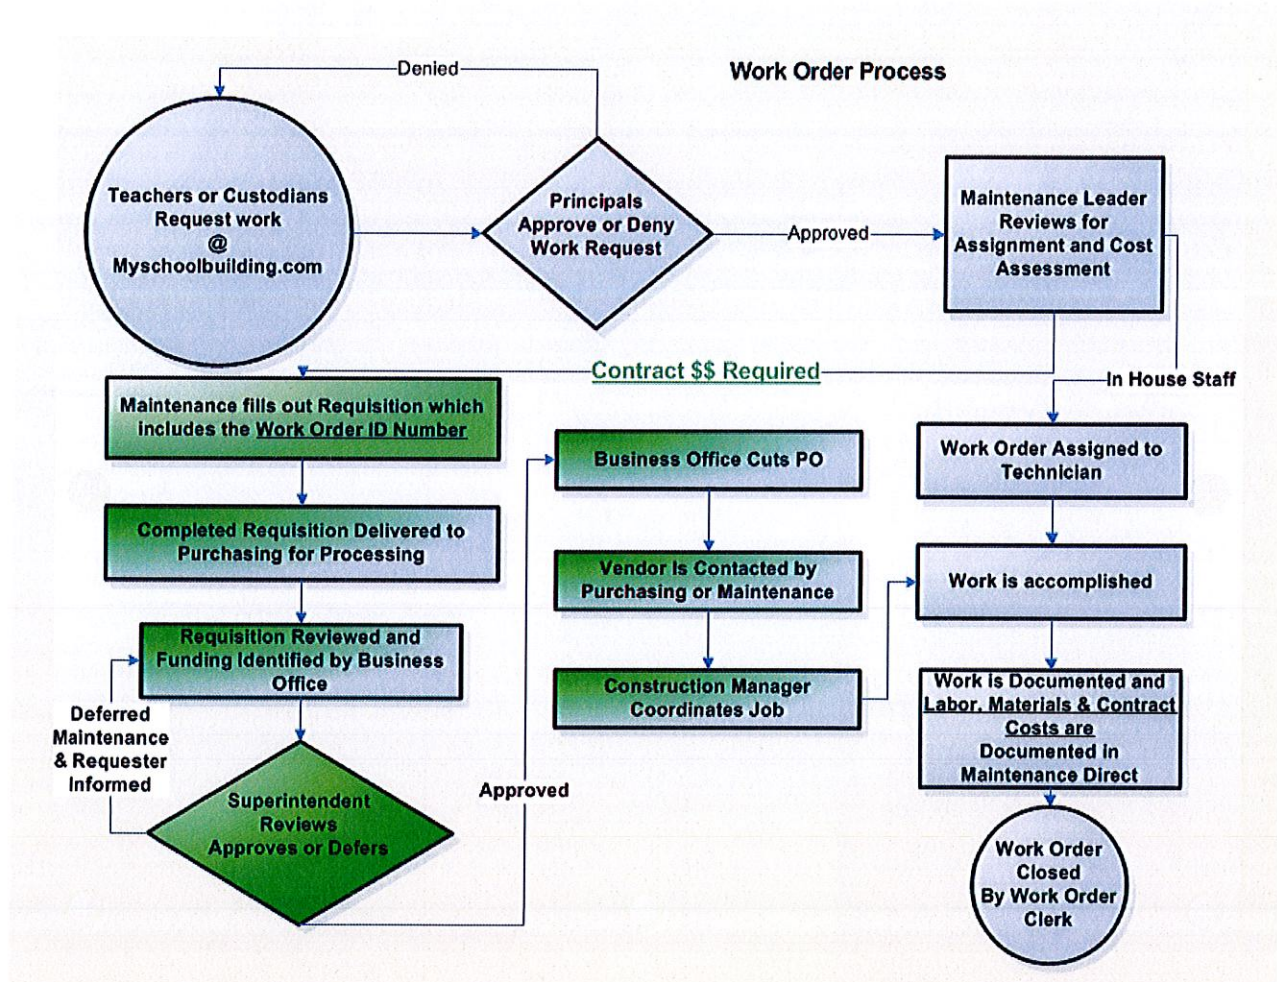 Work Order Process
Denied
Teachers or Custodians
Request work
@
Myschoolbuilding.com
Principals
Approve or Deny
Work Request
Approved
Maintenance Leader
Reviews for
Assignment and Cost
Assessment
Contract $$ Required
In House Staff
Maintenance fills out Requisition which
includes the Work Order ID Number
Completed Requisition Delivered to
Purchasing for Processing
Requisition Reviewed and
Funding Identified by Business
Office
Deferred
Maintenance
& Requester
Informed
Superintendent
Reviews
Approves or Defers
Approved
Business Office Cuts PO
Vendor Is Contacted by
Purchasing or Maintenance
Construction Manager
Coordinates Job
Work Order Assigned to
Technician
Work is accomplished
Work is Documented and
Labor, Materials & Contract
Costs are
Documented in
Maintenance Direct
Work Order
Closed
By Work Order
Clerk